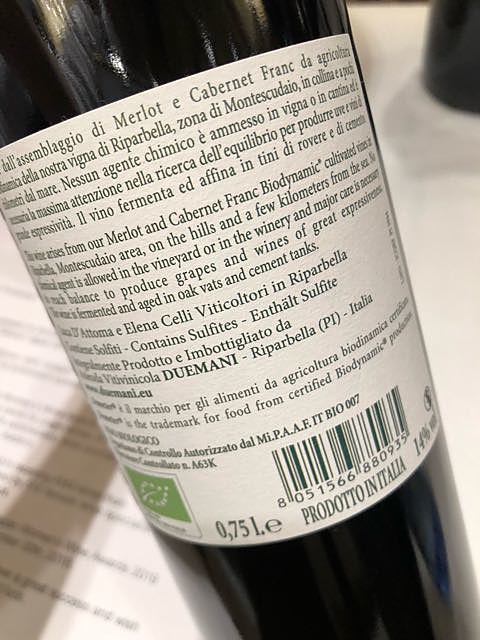 dall'assemblaggio di Merlot e Cabernet Franc da agricoltura
dinamica della nostra vigna di Riparbella, zona di Montescudaio, in collina e a pochi
chilometri dal mare. Nessun agente chimico è ammesso in vigna o in cantina ed è
necessaria la massima attenzione nella ricerca dell'equilibrio per produrre uve e vini di
grande espressività. Il vino fermenta ed affina in tini di rovere e di cemento.
This wine arises from our Merlot and Cabernet Franc Biodynamic® cultivated vines in
Riparbella, Montescudaio area, on the hills and a few kilometers from the sea. No
chemical agent is allowed in the vineyard or in the winery and major care is necessary
to reach balance to produce grapes and wines of great expressiveness.
The wine is fermented and aged in oak vats and cement tanks.
Luca D'Attoma e Elena Celli Viticoltori in Riparbella
Contiene Solfiti - Contains Sulfites - Enthält Sulfite
Integralmente Prodotto e Imbottigliato da
Vitivinicola DUEMANI - Riparbella (PI) - Italia
www.duemani.eu
è il marchio per gli alimenti da agricoltura biodinamica certificata
is the trademark for food from certified Biodynamic® production
BIOLOGICO
Controllo Autorizzato dal Mi.P.A.A.F. IT BIO 007
Controllato n. A63K
8 051566 880935
0,75 L.e PRODOTTO IN ITALIA 14% vol